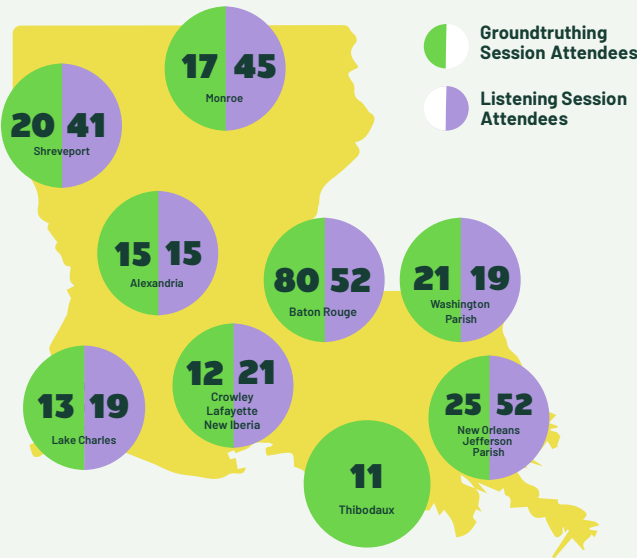 Groundtruthing
Session Attendees
Listening Session
Attendees
17 45
Monroe
20 41
Shreveport
15 15
Alexandria
80 52
Baton Rouge
21 19
Washington
Parish
12 21
Crowley
Lafayette
New Iberia
13 19
Lake Charles
25 52
New Orleans
Jefferson
Parish
11
Thibodaux